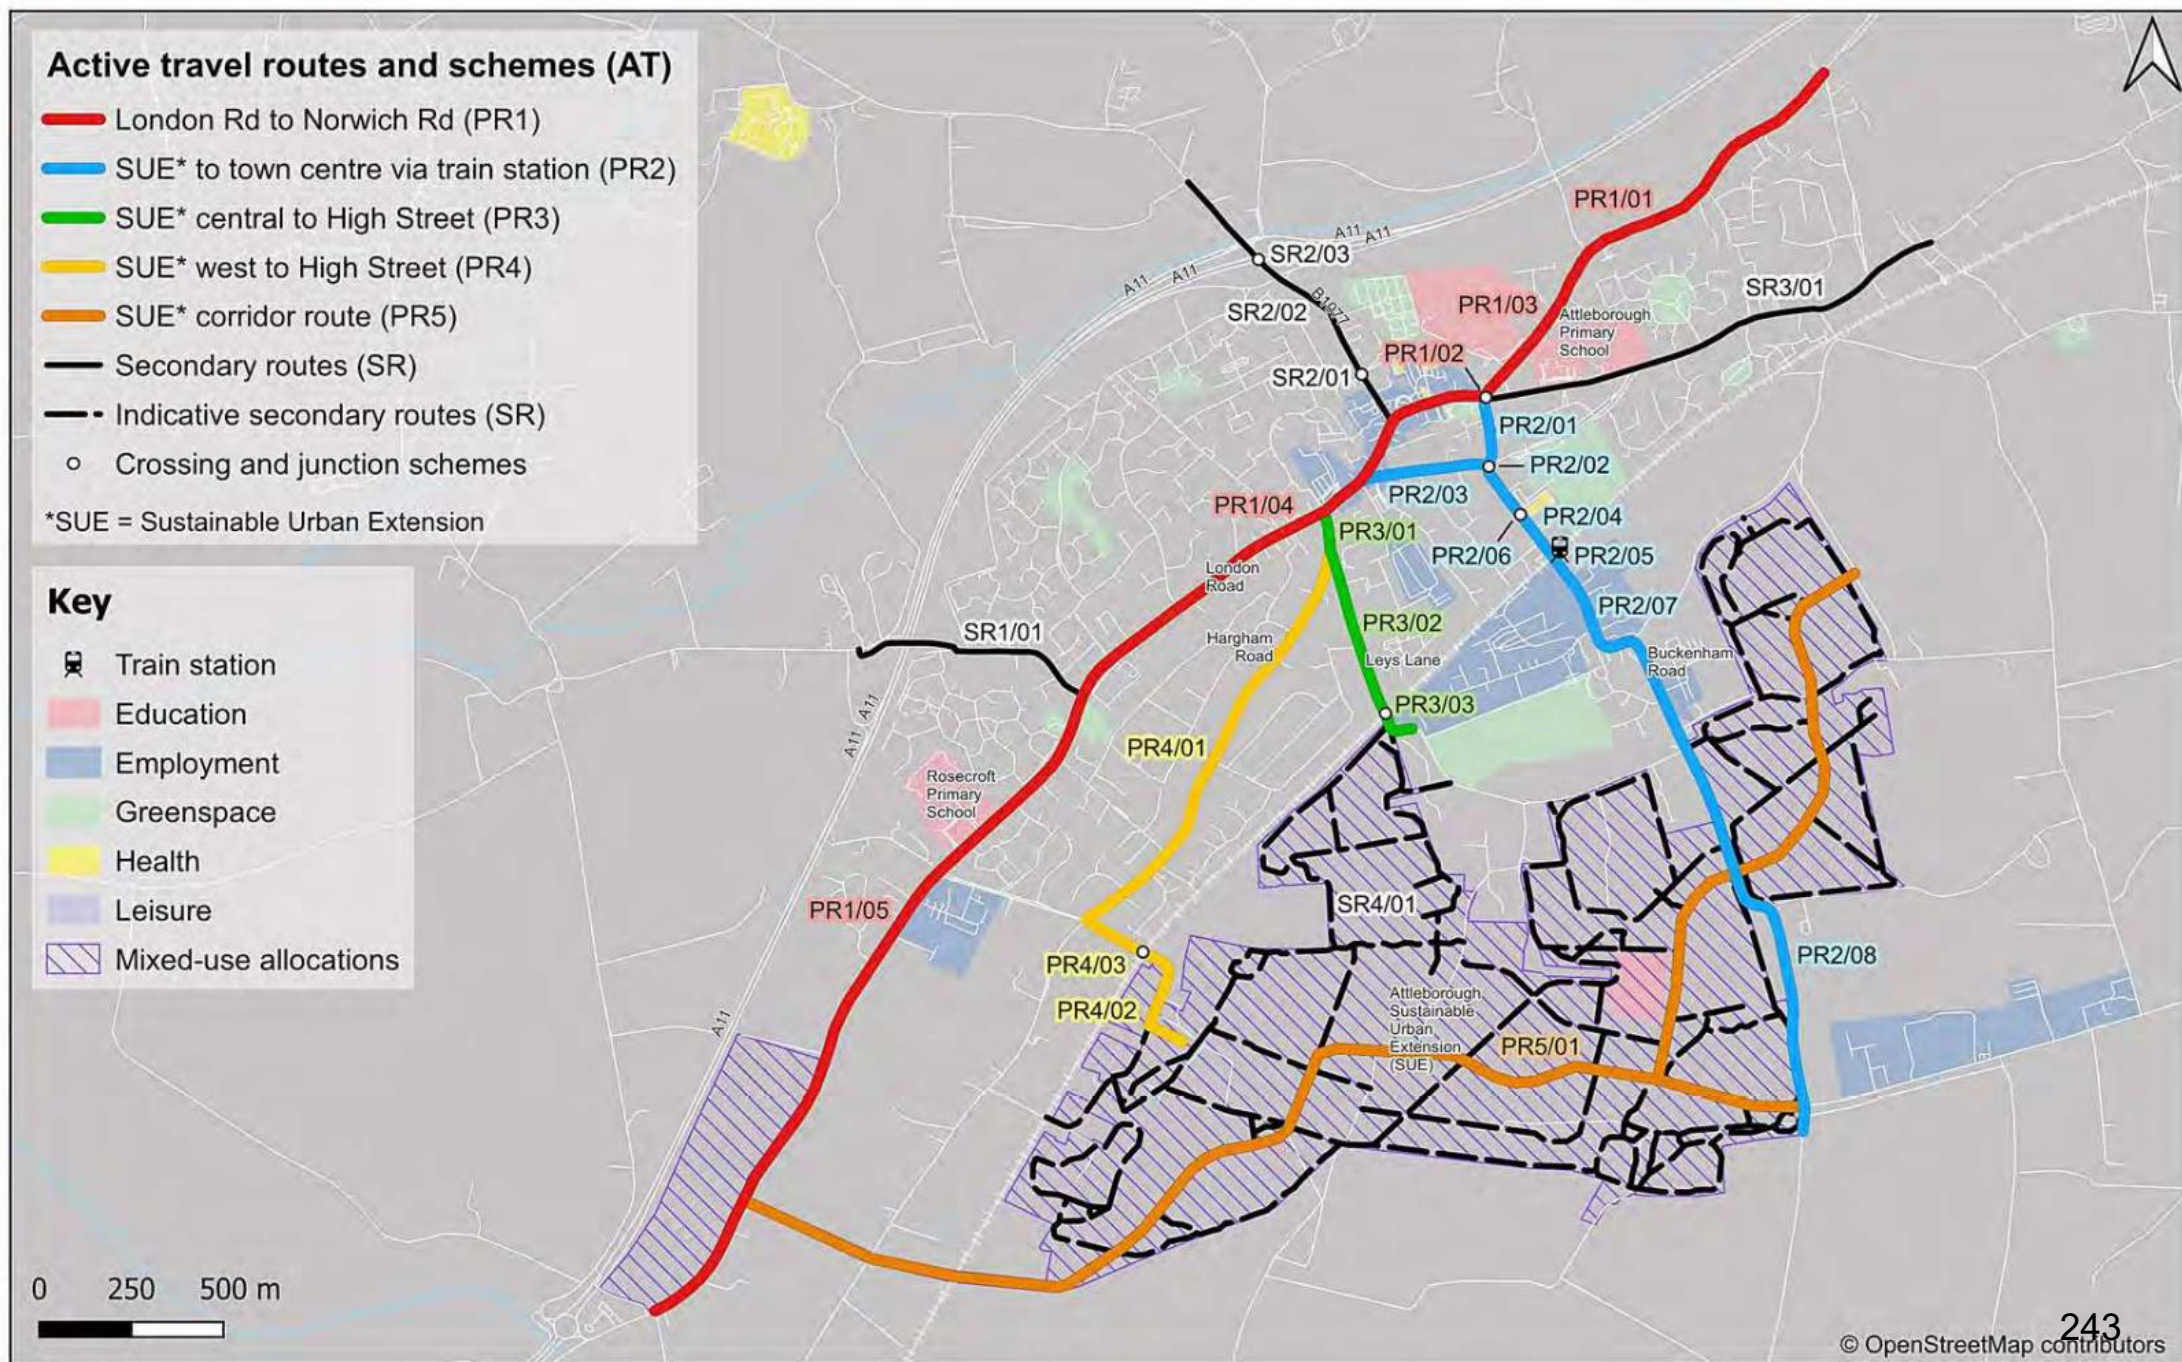 Active travel routes and schemes (AT)
London Rd to Norwich Rd (PR1)
SUE* to town centre via train station (PR2)
SUE* central to High Street (PR3)
SUE* west to High Street (PR4)
SUE* corridor route (PR5)
Secondary routes (SR)
Indicative secondary routes (SR)
Crossing and junction schemes
*SUE = Sustainable Urban Extension
Key
Train station
Education
Employment
Greenspace
Health
Leisure
Mixed-use allocations
0 250 500 m
PR1/01
A11
A11
SR2/03
A11
A11
SR3/01
B1077
SR2/02
PR1/03
Attleborough
Primary
School
PR1/02
SR2/01
PR2/01
PR2/02
PR2/03
PR1/04
PR2/04
PR3/01
PR2/06
PR2/05
London
Road
PR2/07
PR3/02
SR1/01
Hargham
Road
Leys Lane
Buckenham
Road
PR3/03
A11
A11
PR4/01
Rosecroft
Primary
School
SR4/01
PR1/05
PR2/08
PR4/03
PR4/02
Attleborough
Sustainable
Urban
Extension
(SUE)
A11
PR5/01
243
© OpenStreetMap contributors